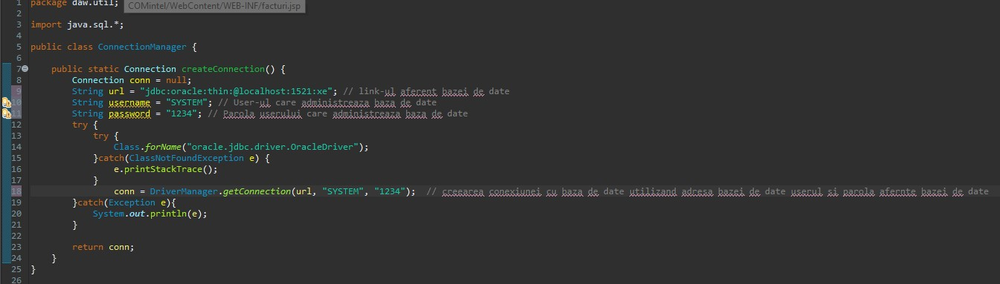 1 package daw.util;
COMintel/WebContent/WEB-INF/facturi.jsp
2
3 import java.sql.*;
4
5 public class ConnectionManager {
6
7 public static Connection createConnection() {
8 Connection conn = null;
9 String url = "jdbc:oracle:thin:@localhost:1521:xe"; // link-ul aferent bazei de date
10 String username = "SYSTEM"; // User-ul care administreaza baza de date
11 String password = "1234"; // Parola userului care administreaza baza de date
12 try {
13 try {
14 Class.forName("oracle.jdbc.driver.OracleDriver");
15 }catch(ClassNotFoundException e) {
16 e.printStackTrace();
17 }
18 conn = DriverManager.getConnection(url, "SYSTEM", "1234"); // creearea conexiunei cu baza de date utilizand adresa bazei de date userul si parola afernte bazei de date
19 }catch(Exception e){
20 System.out.println(e);
21 }
22
23 return conn;
24 }
25 }
26